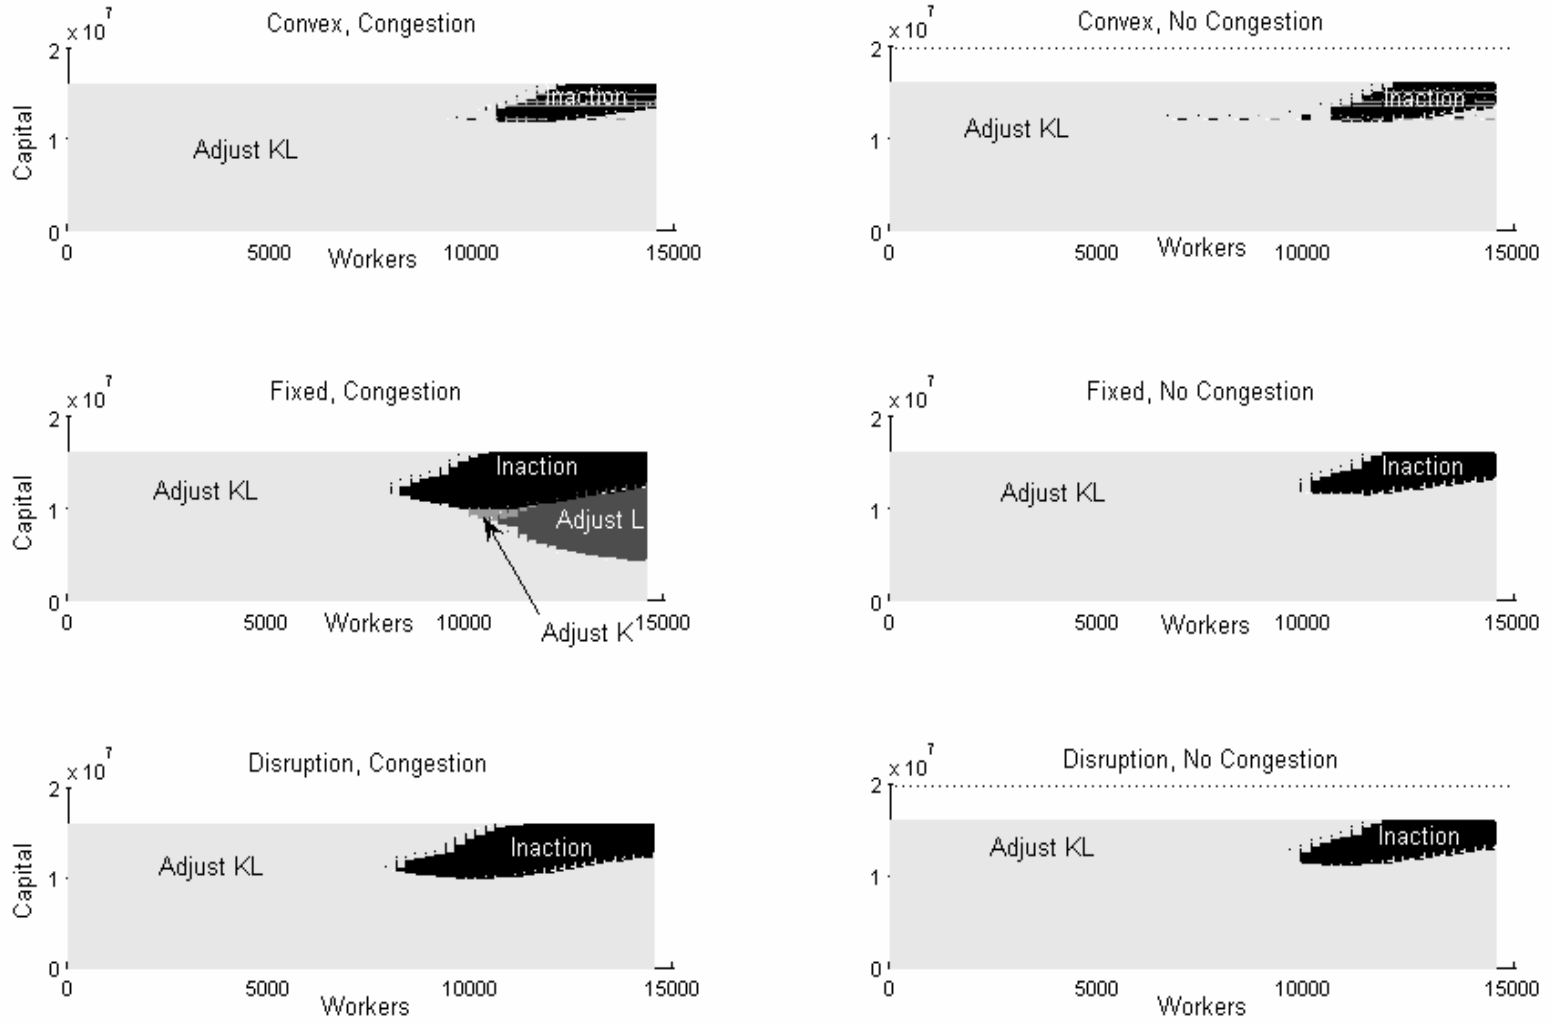 Convex, Congestion
x 10^7
2
1
0
Capital
Inaction
Adjust KL
0
5000
Workers
10000
15000
Convex, No Congestion
x 10^7
2
1
0
Inaction
Adjust KL
0
5000
Workers
10000
15000
Fixed, Congestion
x 10^7
2
1
0
Capital
Inaction
Adjust KL
Adjust L
Adjust K
0
5000
Workers
10000
15000
Fixed, No Congestion
x 10^7
2
1
0
Inaction
Adjust KL
0
5000
Workers
10000
15000
Disruption, Congestion
x 10^7
2
1
0
Capital
Inaction
Adjust KL
0
5000
Workers
10000
15000
Disruption, No Congestion
x 10^7
2
1
0
Inaction
Adjust KL
0
5000
Workers
10000
15000